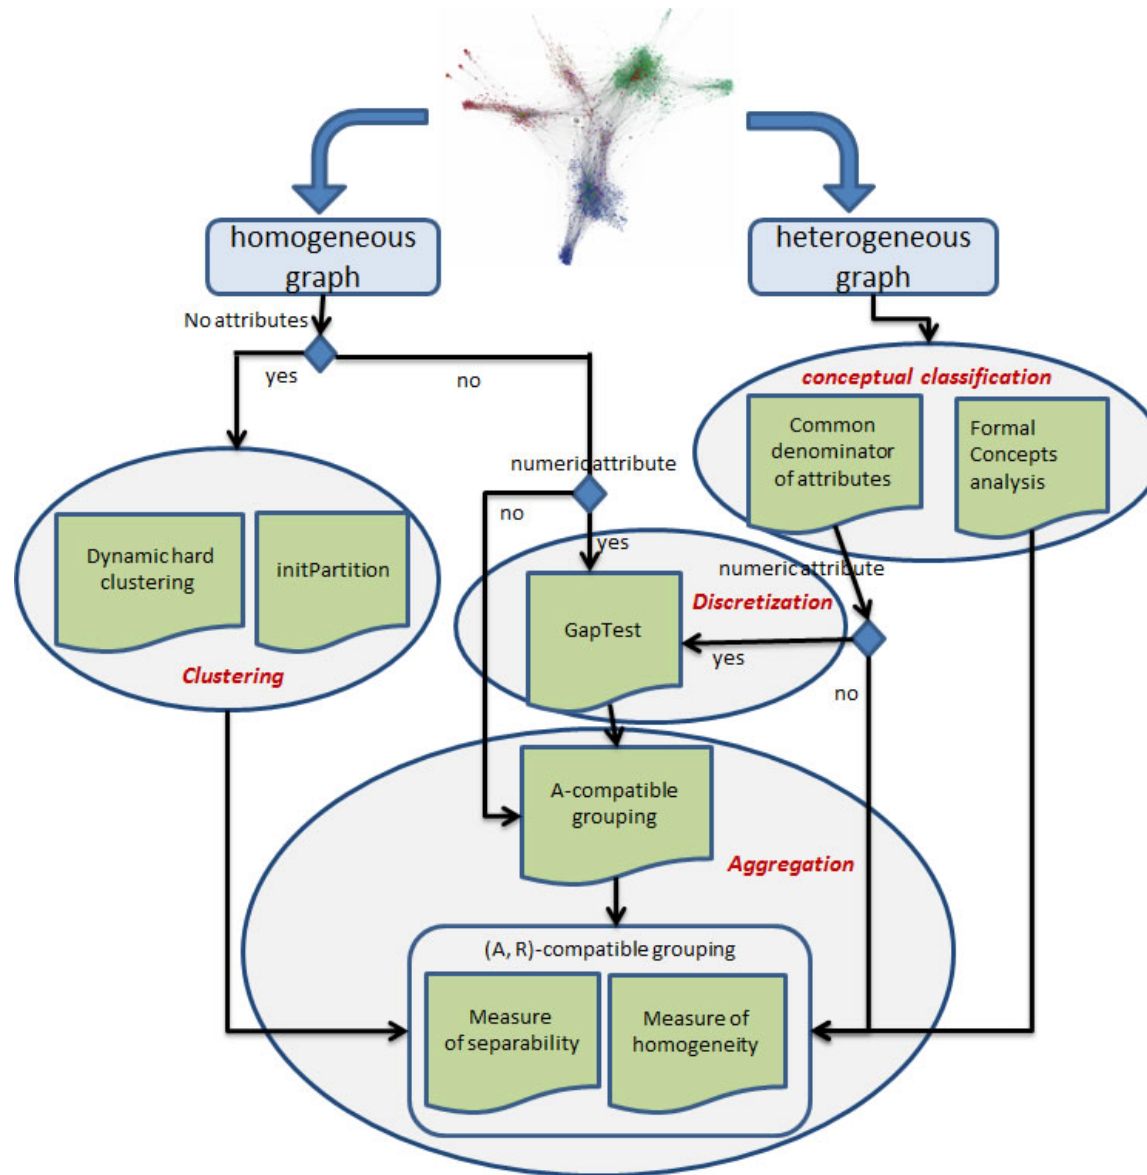 homogeneous
graph
heterogeneous
graph
No attributes
yes
no
conceptual classification
Common
denominator
of attributes
Formal
Concepts
analysis
numericattribute
no
yes
Dynamic hard
clustering
initPartition
Clustering
numericattribute
Discretization
GapTest
yes
no
A-compatible
grouping
Aggregation
(A, R)-compatible grouping
Measure
of separability
Measure of
homogeneity